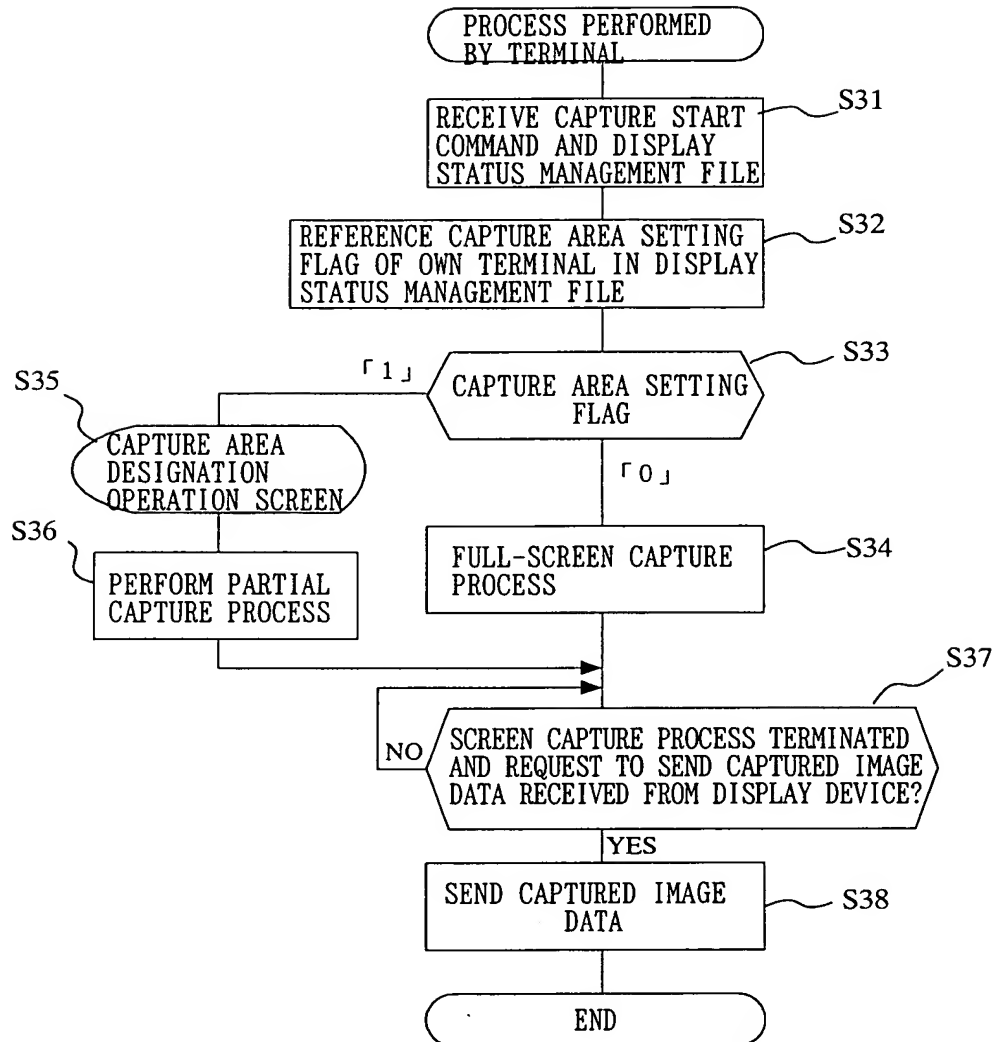 PROCESS PERFORMED
BY TERMINAL
S31
RECEIVE CAPTURE START
COMMAND AND DISPLAY
STATUS MANAGEMENT FILE
S32
REFERENCE CAPTURE AREA SETTING
FLAG OF OWN TERMINAL IN DISPLAY
STATUS MANAGEMENT FILE
S33
「1」
CAPTURE AREA SETTING
FLAG
S35
CAPTURE AREA
DESIGNATION
OPERATION SCREEN
「0」
S36
PERFORM PARTIAL
CAPTURE PROCESS
S34
FULL-SCREEN CAPTURE
PROCESS
S37
NO
SCREEN CAPTURE PROCESS TERMINATED
AND REQUEST TO SEND CAPTURED IMAGE
DATA RECEIVED FROM DISPLAY DEVICE?
YES
SEND CAPTURED IMAGE
DATA
S38
END